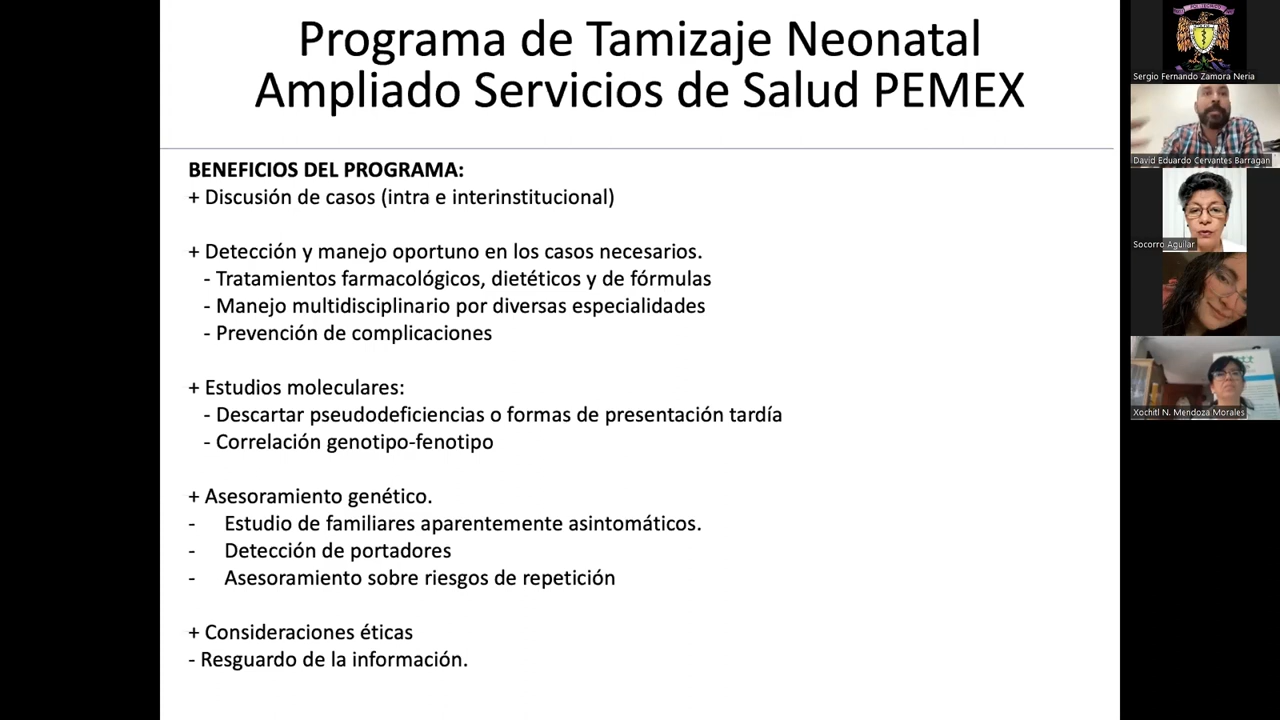 Programa de Tamizaje Neonatal
Ampliado Servicios de Salud PEMEX
BENEFICIOS DEL PROGRAMA:
+ Discusión de casos (intra e interinstitucional)
+ Detección y manejo oportuno en los casos necesarios.
- Tratamientos farmacológicos, dietéticos y de fórmulas
- Manejo multidisciplinario por diversas especialidades
- Prevención de complicaciones
+ Estudios moleculares:
- Descartar pseudodeficiencias o formas de presentación tardía
- Correlación genotipo-fenotipo
+ Asesoramiento genético.
- Estudio de familiares aparentemente asintomáticos.
- Detección de portadores
- Asesoramiento sobre riesgos de repetición
+ Consideraciones éticas
- Resguardo de la información.
Sergio Fernando Zamora Neria
David Eduardo Cervantes Barragan
Socorro Aguilar
Xochitl N. Mendoza Morales